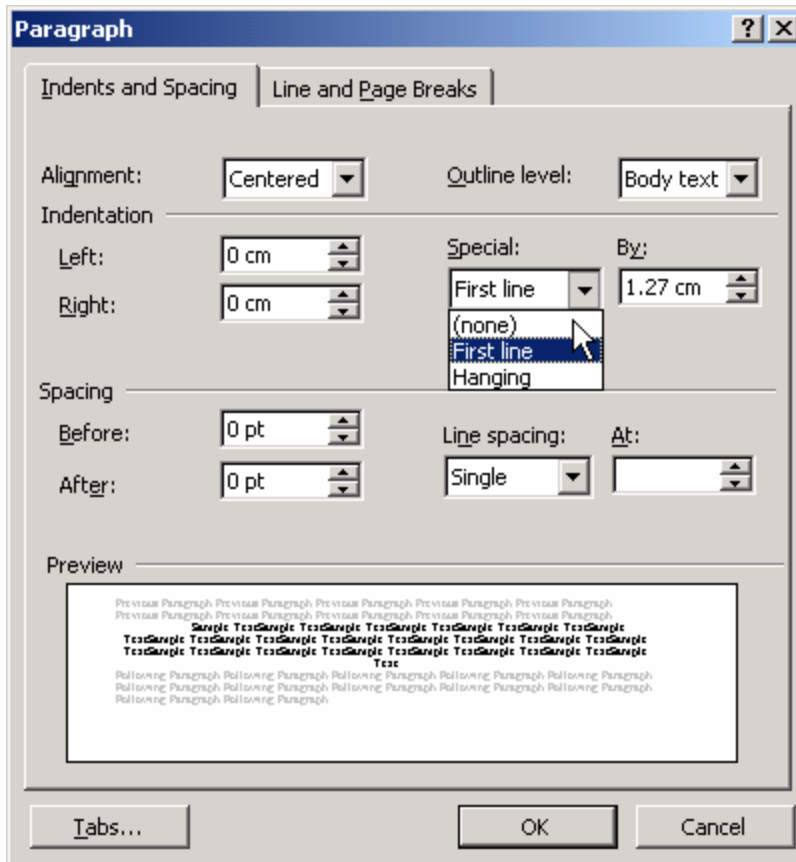 Paragraph
Indents and Spacing
Line and Page Breaks
Alignment:
Centered
Outline level:
Body text
Indentation
Left:
0 cm
Right:
0 cm
Special:
By:
First line
1.27 cm
(none)
First line
Hanging
Spacing
Before:
0 pt
After:
0 pt
Line spacing:
At:
Single
Preview
Previous Paragraph Previous Paragraph Previous Paragraph Previous Paragraph Previous Paragraph
Previous Paragraph Previous Paragraph Previous Paragraph Previous Paragraph Previous Paragraph
Sample TextSample TextSample TextSample TextSample TextSample TextSample
TextSample TextSample TextSample TextSample TextSample TextSample TextSample
TextSample TextSample TextSample TextSample TextSample TextSample TextSample
Text
Following Paragraph Following Paragraph Following Paragraph Following Paragraph Following Paragraph
Following Paragraph Following Paragraph Following Paragraph Following Paragraph Following Paragraph
Following Paragraph Following Paragraph
Tabs...
OK
Cancel